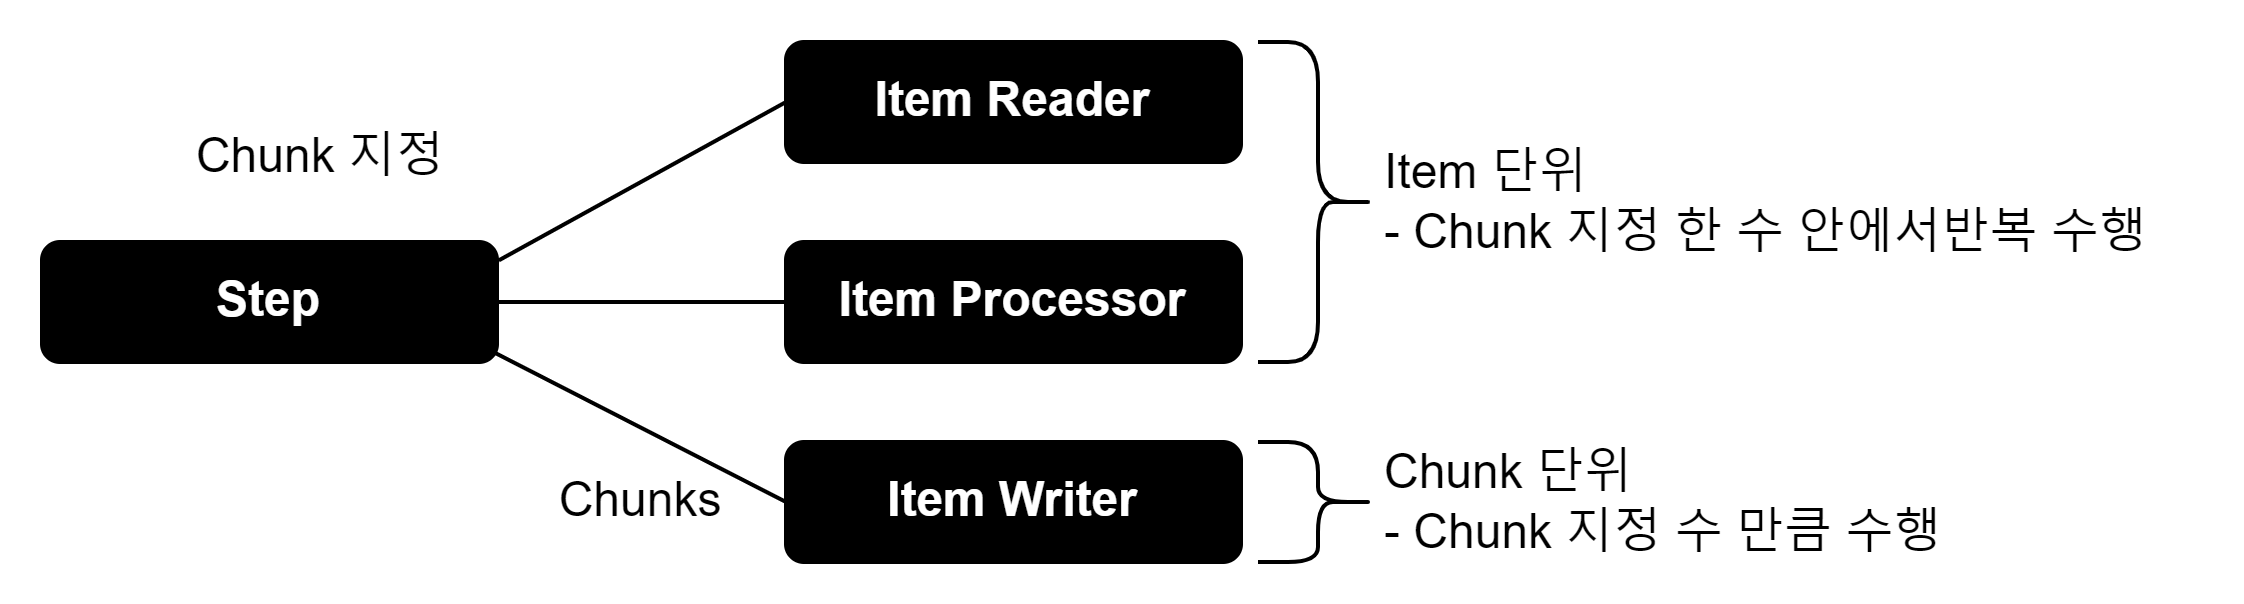 Chunk 지정
Step
Item Reader
Item Processor
Item Writer
Chunks
Item 단위
- Chunk 지정 한 수 안에서반복 수행
Chunk 단위
- Chunk 지정 수 만큼 수행